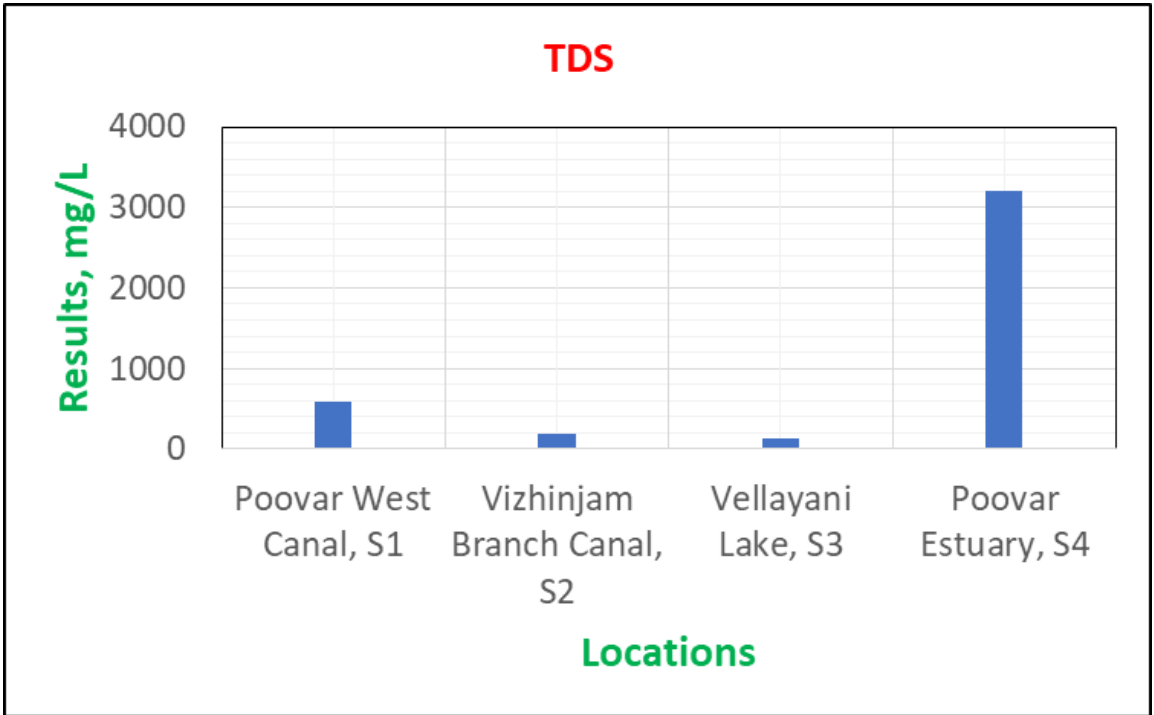 TDS
4000
3000
2000
1000
0
Results, mg/L
Poovar West
Canal, S1
Vizhinjam
Branch Canal,
S2
Vellayani
Lake, S3
Poovar
Estuary, S4
Locations